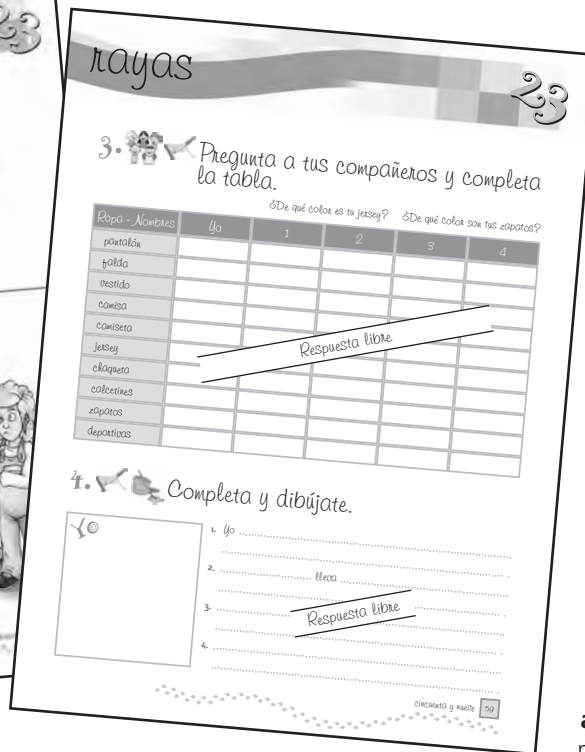 23
rayas
23
3. Pregunta a tus compañeros y completa
la tabla.
¿De qué color es tu jersey? ¿De qué color son tus zapatos?
Ropa - Nombres Yo 1 2 3 4
pantalón
falda
vestido
camisa
camiseta
jersey
chaqueta
calcetines
zapatos
deportivas
Respuesta libre
4. Completa y dibújate.
YO
1. Yo
2. lleva
3.
Respuesta libre
4.
cincuenta y nueve 59